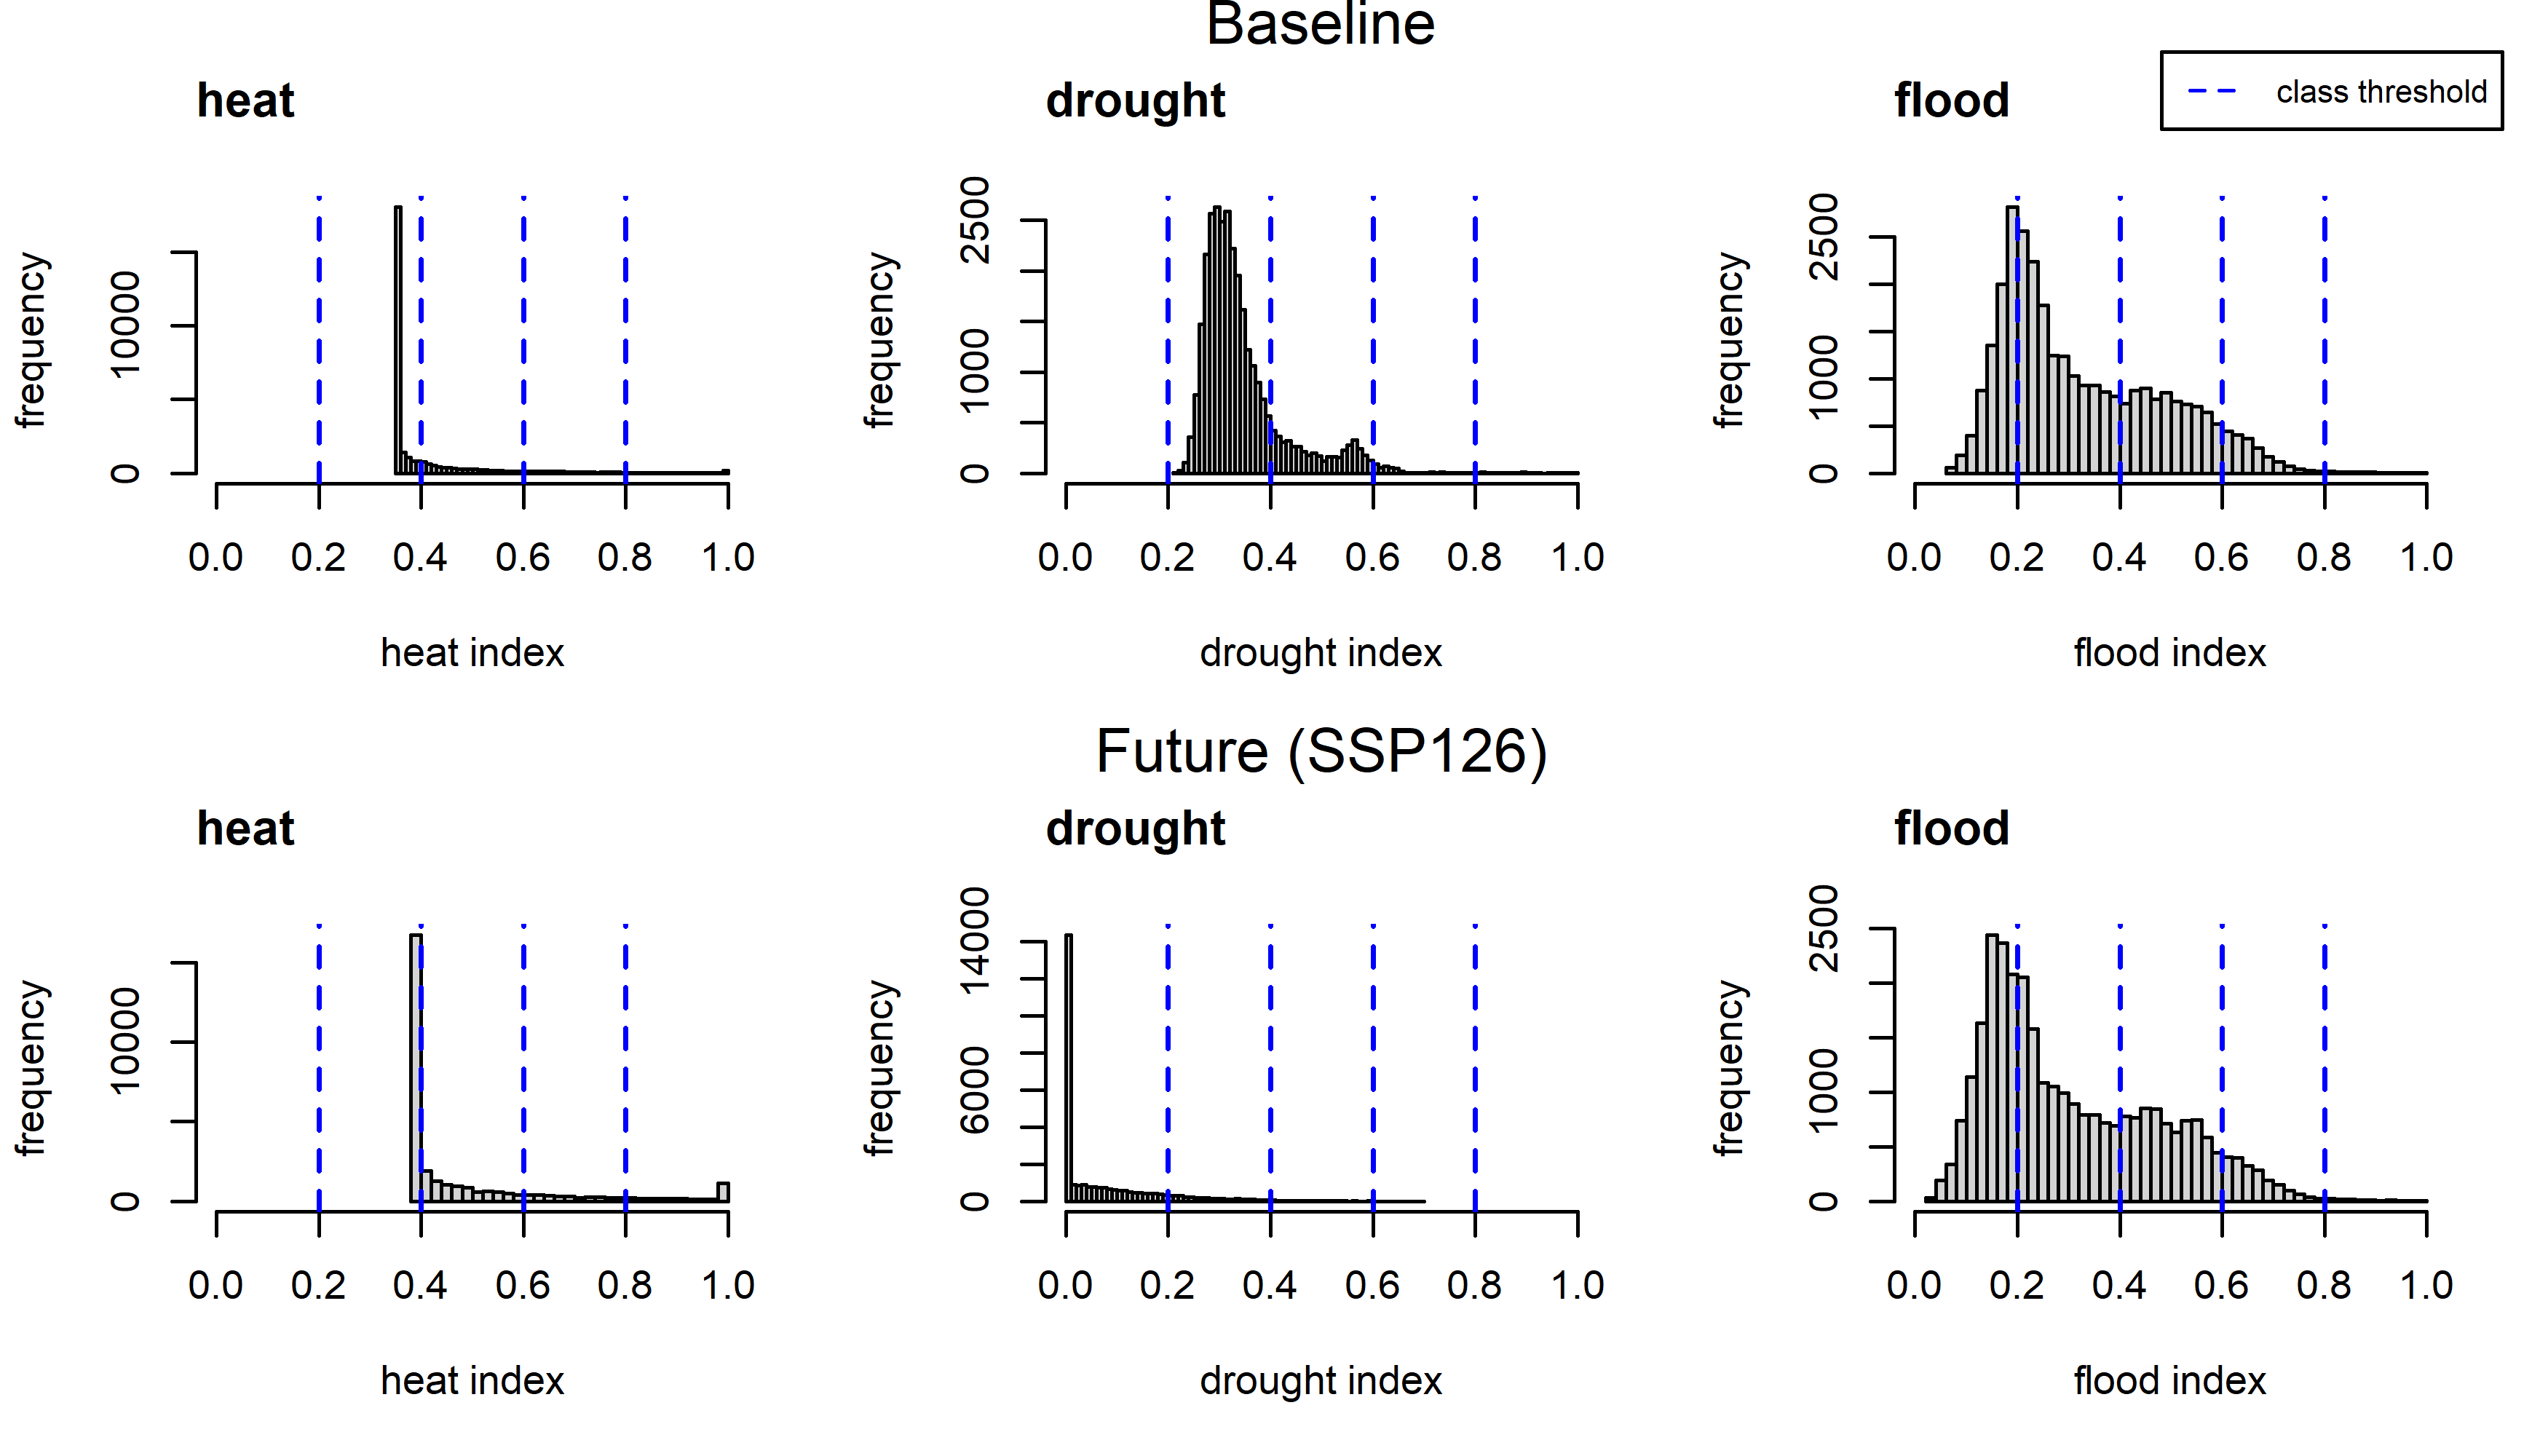 Baseline
class threshold
heat
drought
flood
frequency
0
10000
0.0 0.2 0.4 0.6 0.8 1.0
heat index
frequency
0
1000
2500
0.0 0.2 0.4 0.6 0.8 1.0
drought index
frequency
0
1000
2500
0.0 0.2 0.4 0.6 0.8 1.0
flood index
Future (SSP126)
heat
drought
flood
frequency
0
10000
0.0 0.2 0.4 0.6 0.8 1.0
heat index
frequency
0
6000
14000
0.0 0.2 0.4 0.6 0.8 1.0
drought index
frequency
0
1000
2500
0.0 0.2 0.4 0.6 0.8 1.0
flood index